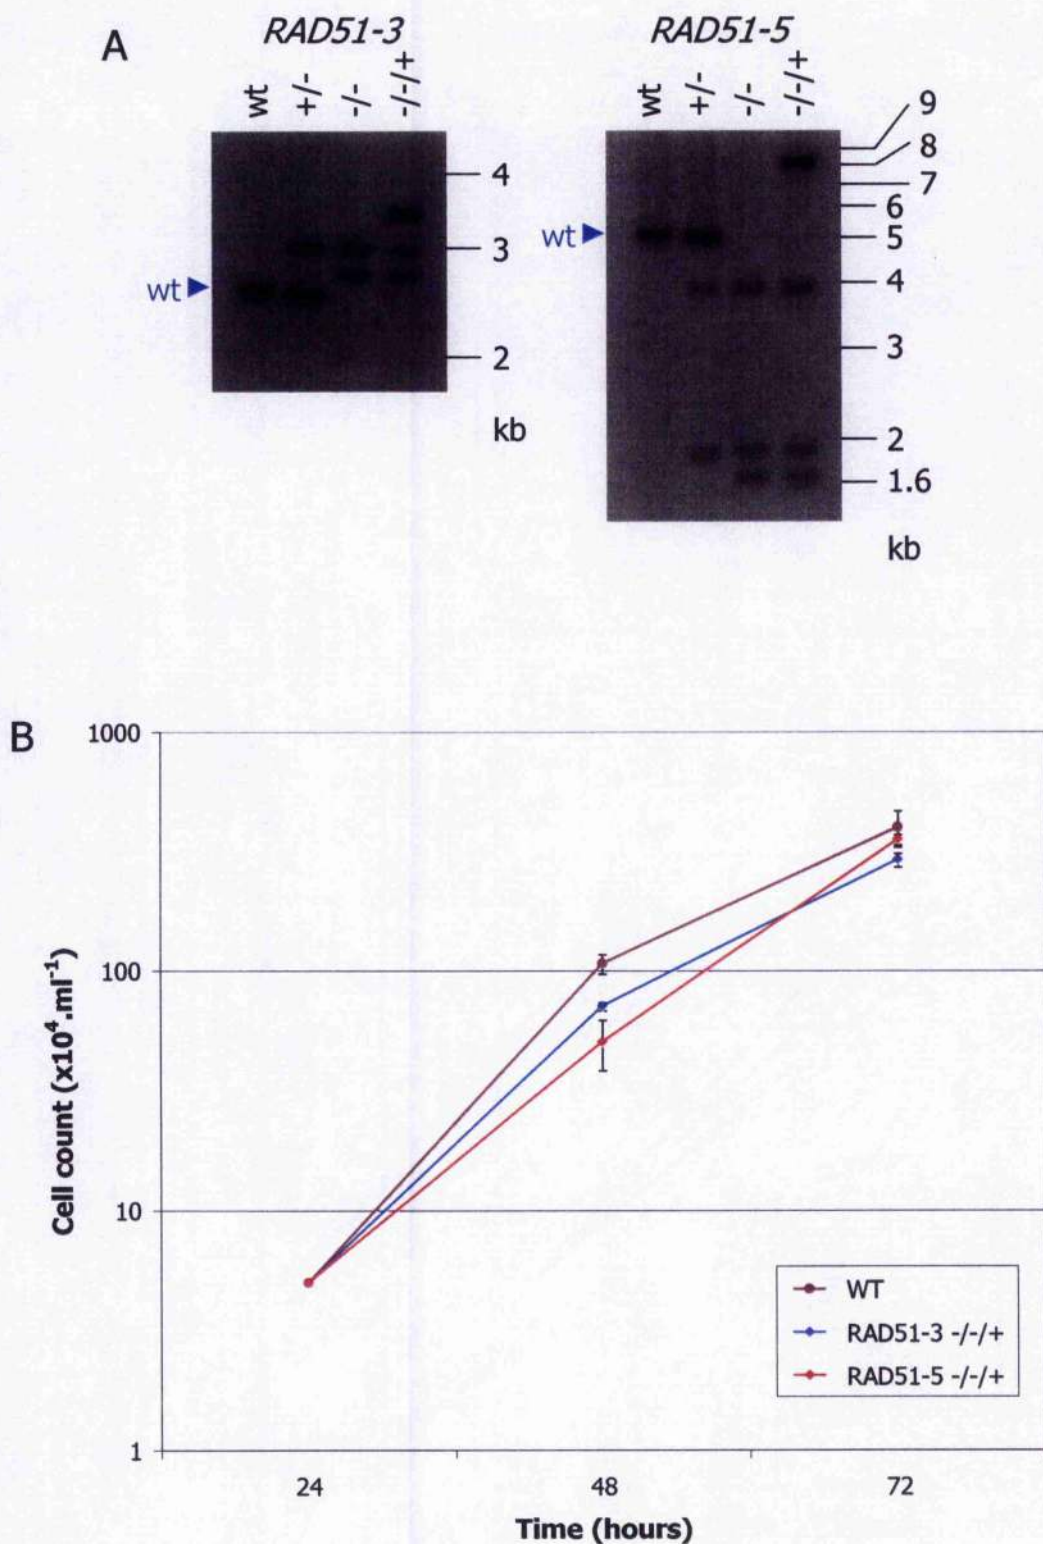 A
RAD51-3
wt +/- -/- -/-/+
wt
4
3
2
kb
RAD51-5
wt +/- -/- -/-/+
wt
9
8
7
6
5
4
3
2
1.6
kb
B
1000
100
10
1
Cell count (x10⁴.ml⁻¹)
24 48 72
Time (hours)
WT
RAD51-3 -/-/+
RAD51-5 -/-/+